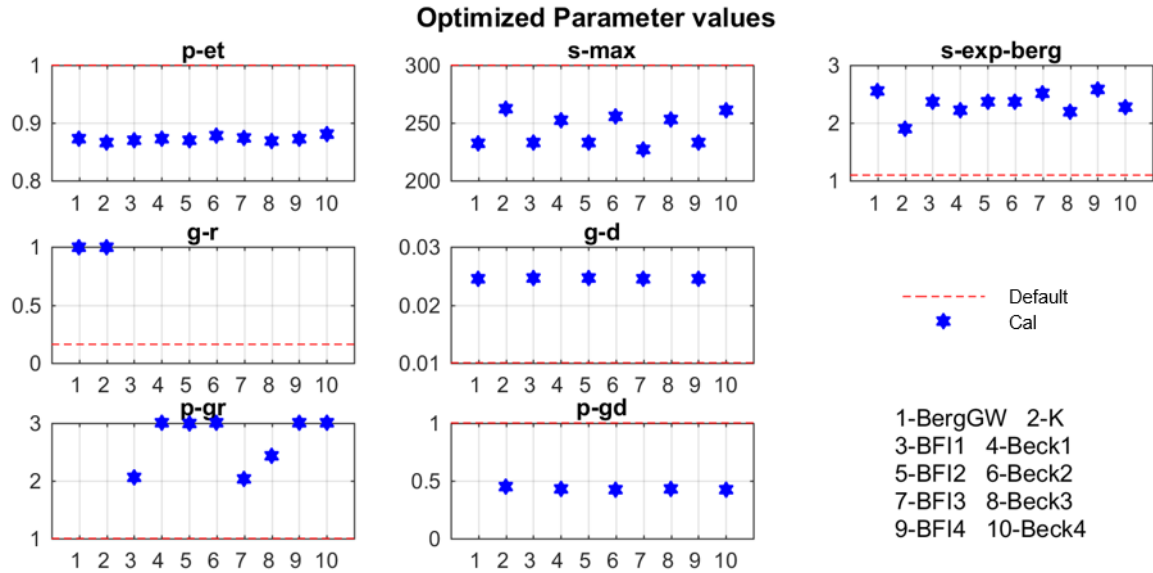 Optimized Parameter values
p-et
1
0.9
0.8
1 2 3 4 5 6 7 8 9 10
s-max
300
250
200
1 2 3 4 5 6 7 8 9 10
s-exp-berg
3
2
1
1 2 3 4 5 6 7 8 9 10
g-r
1
0.5
0
1 2 3 4 5 6 7 8 9 10
g-d
0.03
0.02
0.01
1 2 3 4 5 6 7 8 9 10
Default
Cal
p-gr
3
2
1
1 2 3 4 5 6 7 8 9 10
p-gd
1
0.5
0
1 2 3 4 5 6 7 8 9 10
1-BergGW 2-K
3-BFI1 4-Beck1
5-BFI2 6-Beck2
7-BFI3 8-Beck3
9-BFI4 10-Beck4